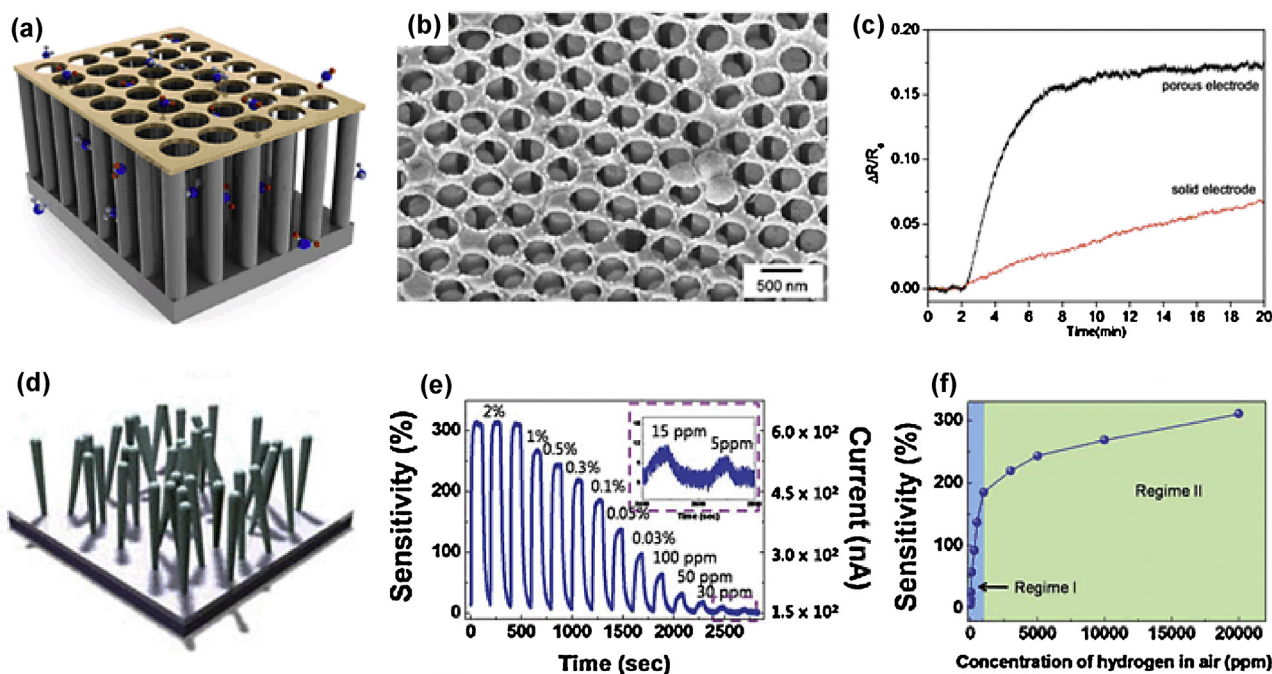 (a)
(b)
500 nm
(c)
0.20
0.15
0.10
0.05
0.00
ΔR/R
porous electrode
solid electrode
0 2 4 6 8 10 12 14 16 18 20
Time(min)
(d)
(e)
300
200
100
0
Sensitivity (%)
2%
1%
0.5%
0.3%
0.1%
0.05%
0.03%
100 ppm
50 ppm
30 ppm
15 ppm
5ppm
Time (sec)
6.0 x 10²
4.5 x 10²
3.0 x 10²
1.5 x 10²
Current (nA)
0 500 1000 1500 2000 2500
Time (sec)
(f)
300
200
100
0
Sensitivity (%)
Regime II
Regime I
0 5000 10000 15000 20000
Concentration of hydrogen in air (ppm)